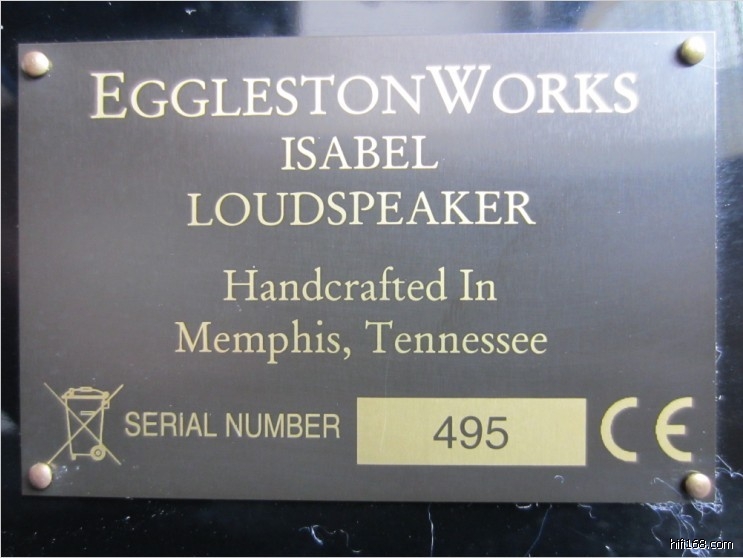 EGGLESTONWORKS
ISABEL
LOUDSPEAKER
Handcrafted In
Memphis, Tennessee
SERIAL NUMBER 495 CE
hifi168.com